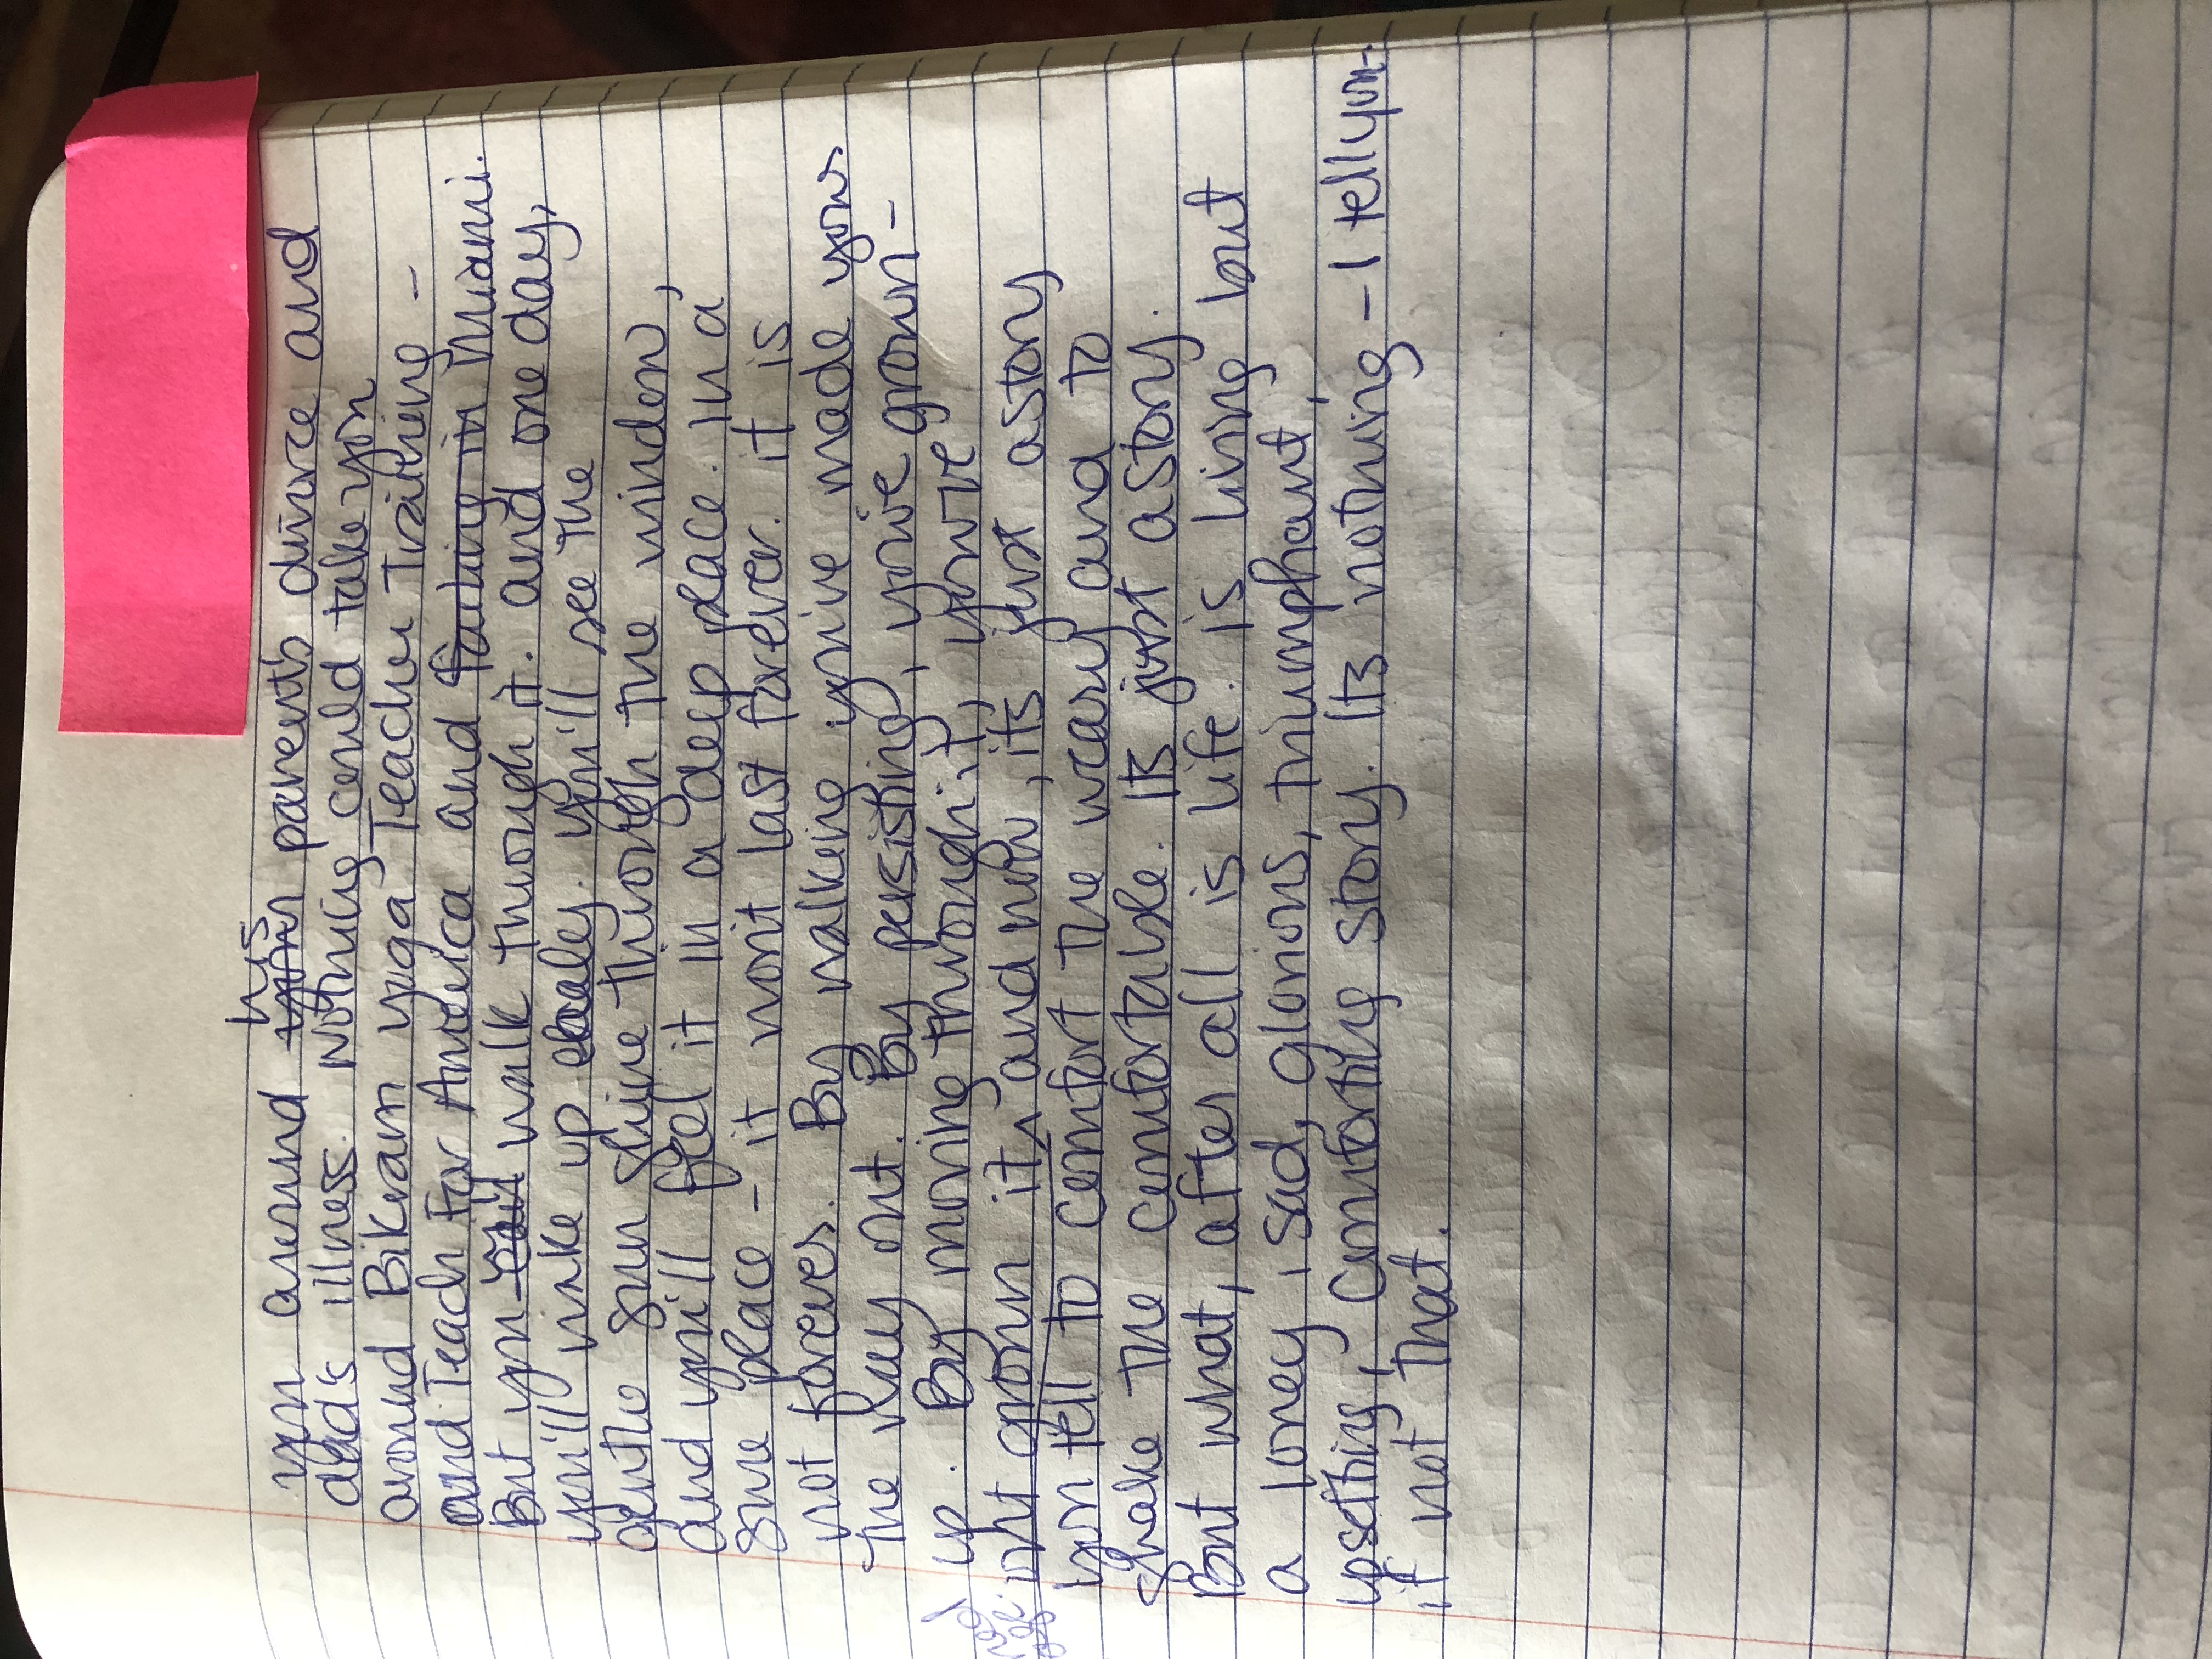 his
you around your parent's divorce and
dad's illness. Nothing could take you
around Bikram Yoga Teacher Training -
and Teach For America and failing in Miami.
will
But you can walk through it. and one day,
you'll wake up early. You'll see the
gentle sun shine through the window,
and you'll feel it in a deep place. in a
sure place - it won't last forever. it is
not forever. By walking you've made yours
the way out. By persisting, you've grown -
up. By moving through it, you've
out grown it, and now, its just a story
you tell to comfort the weary and to
shake the comfortable. Its just a story.
But what, after all is life. is living but
a loney, sad, glorious, triumphant,
upsetting, comforting story. Its nothing - I tell you -
if not that.